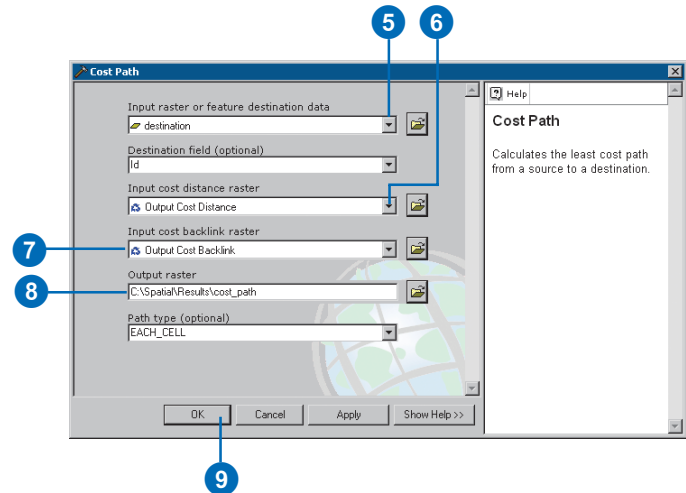 5 6
Cost Path
Input raster or feature destination data
destination
Destination field (optional)
Id
Input cost distance raster
Output Cost Distance
Input cost backlink raster
7
Output Cost Backlink
Output raster
8
C:\Spatial\Results\cost_path
Path type (optional)
EACH_CELL
OK Cancel Apply Show Help >>
9
Help
Cost Path
Calculates the least cost path
from a source to a destination.